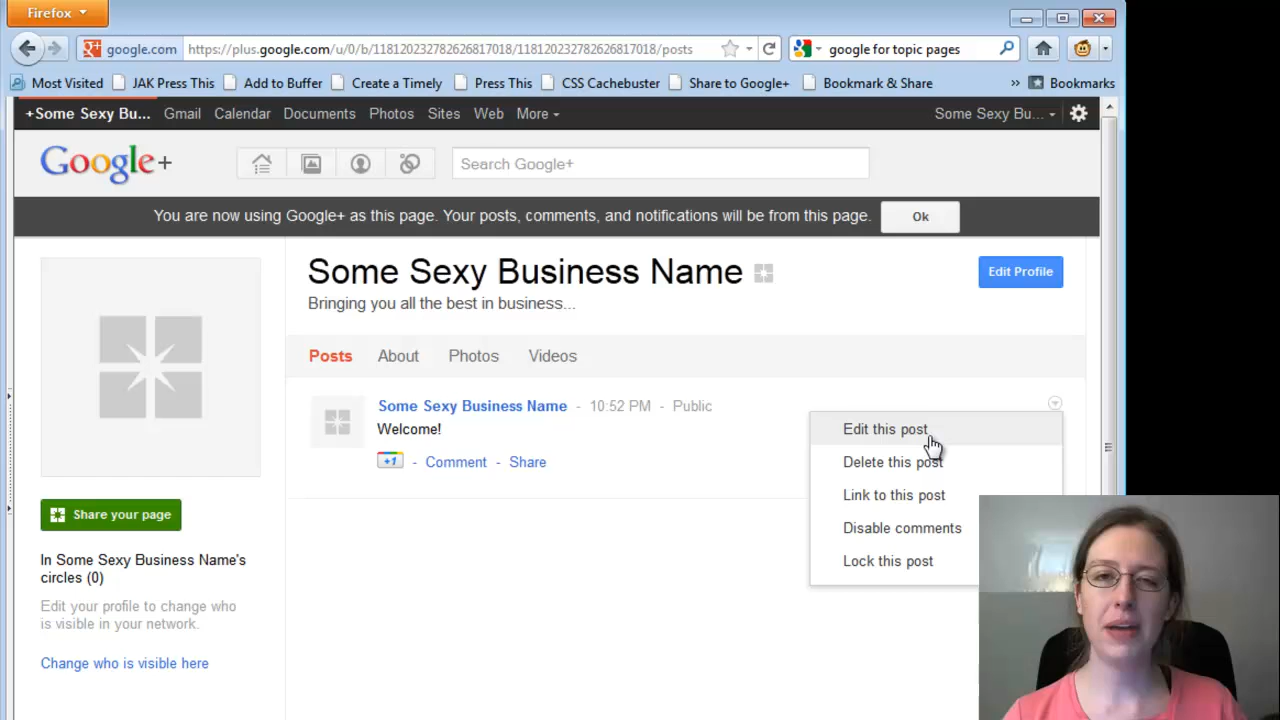 Firefox
google.com
https://plus.google.com/u/0/b/118120232782626817018/118120232782626817018/posts
google for topic pages
Most Visited
JAK Press This
Add to Buffer
Create a Timely
Press This
CSS Cachebuster
Share to Google+
Bookmark & Share
»
Bookmarks
+Some Sexy Bu...
Gmail
Calendar
Documents
Photos
Sites
Web
More
Some Sexy Bu...
Google+
Search Google+
You are now using Google+ as this page. Your posts, comments, and notifications will be from this page.
Ok
Some Sexy Business Name
Edit Profile
Bringing you all the best in business...
Posts
About
Photos
Videos
Some Sexy Business Name - 10:52 PM - Public
Welcome!
+1 - Comment - Share
Edit this post
Delete this post
Link to this post
Disable comments
Lock this post
Share your page
In Some Sexy Business Name's
circles (0)
Edit your profile to change who
is visible in your network.
Change who is visible here